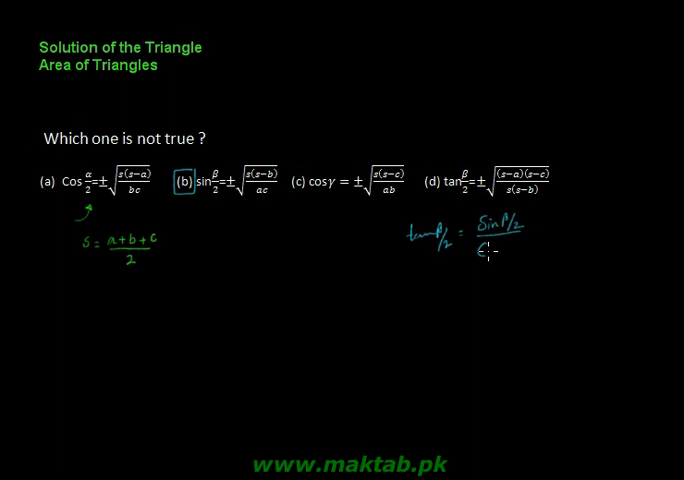 Solution of the Triangle
Area of Triangles
Which one is not true ?
(a) Cos α/2=±√(s(s−a)/bc) (b) sin β/2=±√(s(s−b)/ac) (c) cos γ = ±√(s(s−c)/ab) (d) tan β/2=±√((s−a)(s−c)/s(s−b))
S = a+b+c/2
tan β/2 = Sin β/2
www.maktab.pk